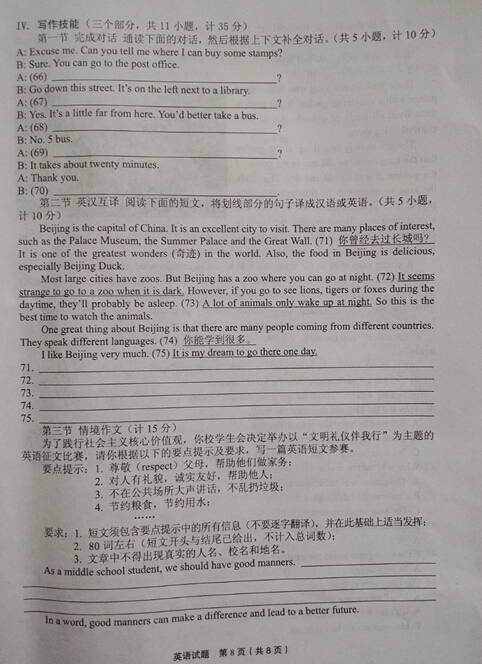 IV. 写作技能（三个部分，共 11 小题，计 35 分）
第一节 完成对话 通读下面的对话，然后根据上下文补全对话。（共 5 小题，计 10 分）
A: Excuse me. Can you tell me where I can buy some stamps?
B: Sure. You can go to the post office.
A: (66) ______________________________?
B: Go down this street. It's on the left next to a library.
A: (67) ______________________________?
B: Yes. It's a little far from here. You'd better take a bus.
A: (68) ______________________________?
B: No. 5 bus.
A: (69) ______________________________?
B: It takes about twenty minutes.
A: Thank you.
B: (70) ______________________________.
第二节 英汉互译 阅读下面的短文，将划线部分的句子译成汉语或英语。（共 5 小题，
计 10 分）
Beijing is the capital of China. It is an excellent city to visit. There are many places of interest,
such as the Palace Museum, the Summer Palace and the Great Wall. (71) 你曾经去过长城吗?
It is one of the greatest wonders (奇迹) in the world. Also, the food in Beijing is delicious,
especially Beijing Duck.
Most large cities have zoos. But Beijing has a zoo where you can go at night. (72) It seems
strange to go to a zoo when it is dark. However, if you go to see lions, tigers or foxes during the
daytime, they'll probably be asleep. (73) A lot of animals only wake up at night. So this is the
best time to watch the animals.
One great thing about Beijing is that there are many people coming from different countries.
They speak different languages. (74) 你能学到很多。
I like Beijing very much. (75) It is my dream to go there one day.
71.
72.
73.
74.
75.
第三节 情境作文（计 15 分）
为了践行社会主义核心价值观，你校学生会决定举办以“文明礼仪伴我行”为主题的
英语征文比赛，请你根据以下的要点提示及要求，写一篇英语短文参赛。
要点提示：1. 尊敬（respect）父母，帮助他们做家务；
2. 对人有礼貌，诚实友好，帮助他人；
3. 不在公共场所大声讲话，不乱扔垃圾；
4. 节约粮食，节约用水；
……
要求：1. 短文须包含要点提示中的所有信息（不要逐字翻译），并在此基础上适当发挥；
2. 80 词左右（短文开头与结尾已给出，不计入总词数）；
3. 文章中不得出现真实的人名、校名和地名。
As a middle school student, we should have good manners.
In a word, good manners can make a difference and lead to a better future.
英语试题 第 8 页（共 8 页）